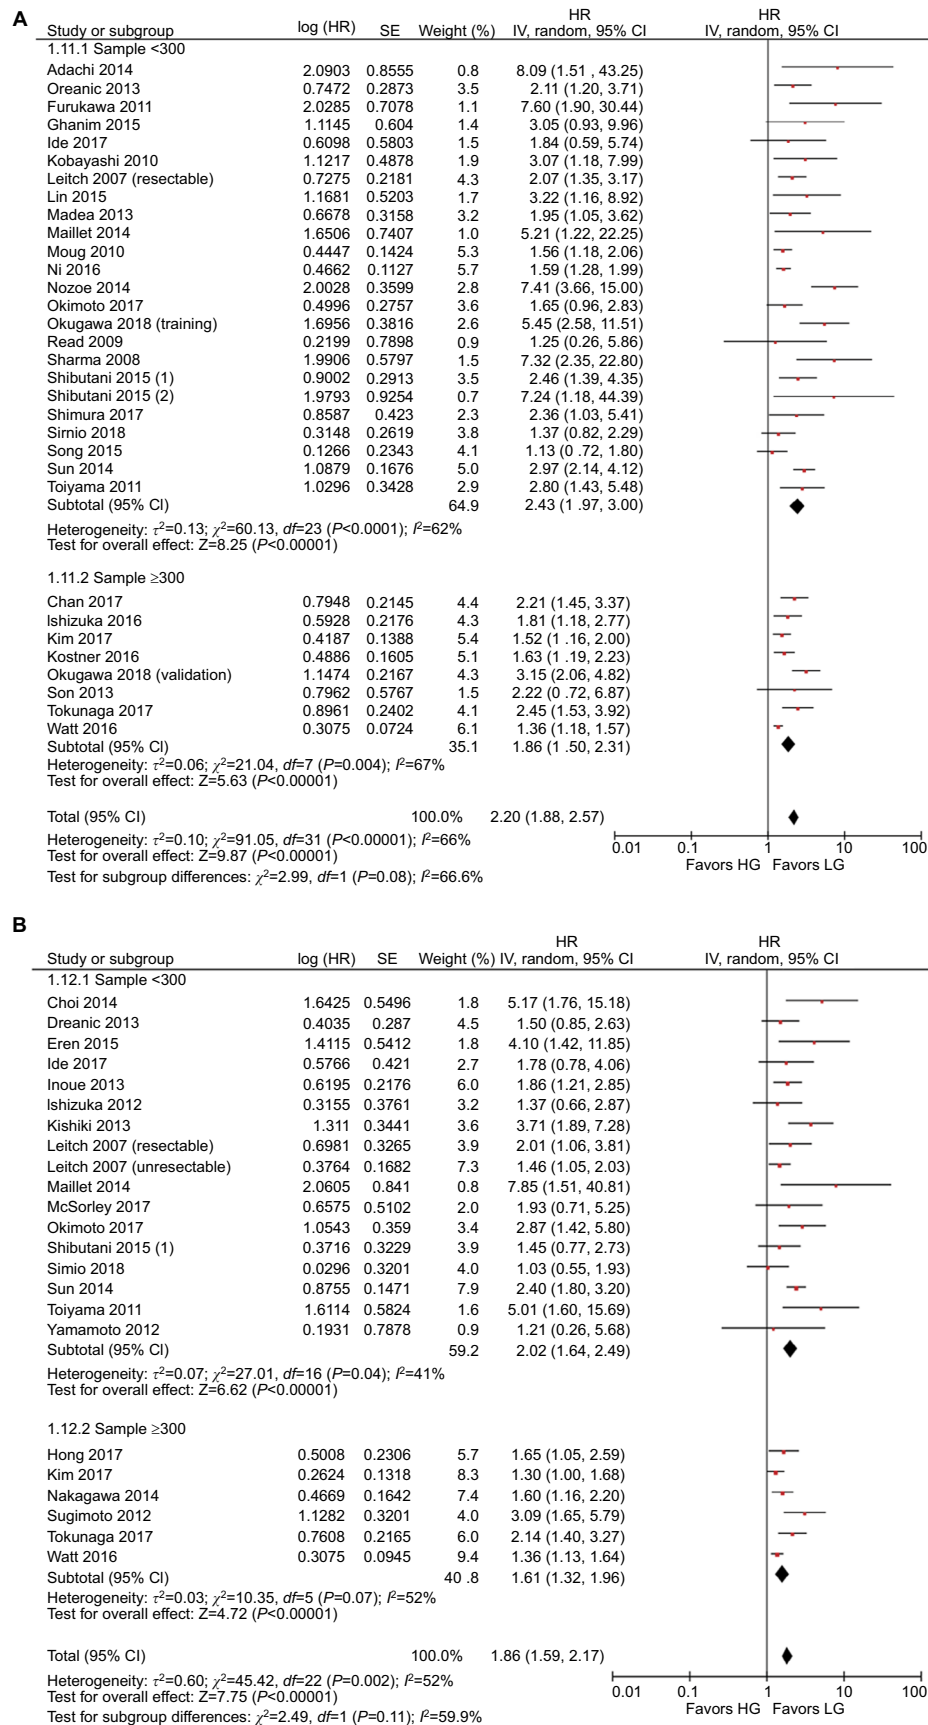 A
HR HR
Study or subgroup log (HR) SE Weight (%) IV, random, 95% CI IV, random, 95% CI
1.11.1 Sample <300
Adachi 2014 2.0903 0.8555 0.8 8.09 (1.51 , 43.25)
Oreanic 2013 0.7472 0.2873 3.5 2.11 (1.20, 3.71)
Furukawa 2011 2.0285 0.7078 1.1 7.60 (1.90, 30.44)
Ghanim 2015 1.1145 0.604 1.4 3.05 (0.93, 9.96)
Ide 2017 0.6098 0.5803 1.5 1.84 (0.59, 5.74)
Kobayashi 2010 1.1217 0.4878 1.9 3.07 (1.18, 7.99)
Leitch 2007 (resectable) 0.7275 0.2181 4.3 2.07 (1.35, 3.17)
Lin 2015 1.1681 0.5203 1.7 3.22 (1.16, 8.92)
Madea 2013 0.6678 0.3158 3.2 1.95 (1.05, 3.62)
Maillet 2014 1.6506 0.7407 1.0 5.21 (1.22, 22.25)
Moug 2010 0.4447 0.1424 5.3 1.56 (1.18, 2.06)
Ni 2016 0.4662 0.1127 5.7 1.59 (1.28, 1.99)
Nozoe 2014 2.0028 0.3599 2.8 7.41 (3.66, 15.00)
Okimoto 2017 0.4996 0.2757 3.6 1.65 (0.96, 2.83)
Okugawa 2018 (training) 1.6956 0.3816 2.6 5.45 (2.58, 11.51)
Read 2009 0.2199 0.7898 0.9 1.25 (0.26, 5.86)
Sharma 2008 1.9906 0.5797 1.5 7.32 (2.35, 22.80)
Shibutani 2015 (1) 0.9002 0.2913 3.5 2.46 (1.39, 4.35)
Shibutani 2015 (2) 1.9793 0.9254 0.7 7.24 (1.18, 44.39)
Shimura 2017 0.8587 0.423 2.3 2.36 (1.03, 5.41)
Sirnio 2018 0.3148 0.2619 3.8 1.37 (0.82, 2.29)
Song 2015 0.1266 0.2343 4.1 1.13 (0 .72, 1.80)
Sun 2014 1.0879 0.1676 5.0 2.97 (2.14, 4.12)
Toiyama 2011 1.0296 0.3428 2.9 2.80 (1.43, 5.48)
Subtotal (95% CI) 64.9 2.43 (1 .97, 3.00)
Heterogeneity: τ²=0.13; χ²=60.13, df=23 (P<0.0001); I²=62%
Test for overall effect: Z=8.25 (P<0.00001)
1.11.2 Sample ≥300
Chan 2017 0.7948 0.2145 4.4 2.21 (1.45, 3.37)
Ishizuka 2016 0.5928 0.2176 4.3 1.81 (1.18, 2.77)
Kim 2017 0.4187 0.1388 5.4 1.52 (1 .16, 2.00)
Kostner 2016 0.4886 0.1605 5.1 1.63 (1 .19, 2.23)
Okugawa 2018 (validation) 1.1474 0.2167 4.3 3.15 (2.06, 4.82)
Son 2013 0.7962 0.5767 1.5 2.22 (0 .72, 6.87)
Tokunaga 2017 0.8961 0.2402 4.1 2.45 (1.53, 3.92)
Watt 2016 0.3075 0.0724 6.1 1.36 (1.18, 1.57)
Subtotal (95% CI) 35.1 1.86 (1.50, 2.31)
Heterogeneity: τ²=0.06; χ²=21.04, df=7 (P=0.004); I²=67%
Test for overall effect: Z=5.63 (P<0.00001)
Total (95% CI) 100.0% 2.20 (1.88, 2.57)
Heterogeneity: τ²=0.10; χ²=91.05, df=31 (P<0.00001); I²=66%
0.01 0.1 1 10 100
Test for overall effect: Z=9.87 (P<0.00001)
Favors HG Favors LG
Test for subgroup differences: χ²=2.99, df=1 (P=0.08); I²=66.6%
B
HR HR
Study or subgroup log (HR) SE Weight (%) IV, random, 95% CI IV, random, 95% CI
1.12.1 Sample <300
Choi 2014 1.6425 0.5496 1.8 5.17 (1.76, 15.18)
Dreanic 2013 0.4035 0.287 4.5 1.50 (0.85, 2.63)
Eren 2015 1.4115 0.5412 1.8 4.10 (1.42, 11.85)
Ide 2017 0.5766 0.421 2.7 1.78 (0.78, 4.06)
Inoue 2013 0.6195 0.2176 6.0 1.86 (1.21, 2.85)
Ishizuka 2012 0.3155 0.3761 3.2 1.37 (0.66, 2.87)
Kishiki 2013 1.311 0.3441 3.6 3.71 (1.89, 7.28)
Leitch 2007 (resectable) 0.6981 0.3265 3.9 2.01 (1.06, 3.81)
Leitch 2007 (unresectable) 0.3764 0.1682 7.3 1.46 (1.05, 2.03)
Maillet 2014 2.0605 0.841 0.8 7.85 (1.51, 40.81)
McSorley 2017 0.6575 0.5102 2.0 1.93 (0.71, 5.25)
Okimoto 2017 1.0543 0.359 3.4 2.87 (1.42, 5.80)
Shibutani 2015 (1) 0.3716 0.3229 3.9 1.45 (0.77, 2.73)
Simio 2018 0.0296 0.3201 4.0 1.03 (0.55, 1.93)
Sun 2014 0.8755 0.1471 7.9 2.40 (1.80, 3.20)
Toiyama 2011 1.6114 0.5824 1.6 5.01 (1.60, 15.69)
Yamamoto 2012 0.1931 0.7878 0.9 1.21 (0.26, 5.68)
Subtotal (95% CI) 59.2 2.02 (1.64, 2.49)
Heterogeneity: τ²=0.07; χ²=27.01, df=16 (P=0.04); I²=41%
Test for overall effect: Z=6.62 (P<0.00001)
1.12.2 Sample ≥300
Hong 2017 0.5008 0.2306 5.7 1.65 (1.05, 2.59)
Kim 2017 0.2624 0.1318 8.3 1.30 (1.00, 1.68)
Nakagawa 2014 0.4669 0.1642 7.4 1.60 (1.16, 2.20)
Sugimoto 2012 1.1282 0.3201 4.0 3.09 (1.65, 5.79)
Tokunaga 2017 0.7608 0.2165 6.0 2.14 (1.40, 3.27)
Watt 2016 0.3075 0.0945 9.4 1.36 (1.13, 1.64)
Subtotal (95% CI) 40 .8 1.61 (1.32, 1.96)
Heterogeneity: τ²=0.03; χ²=10.35, df=5 (P=0.07); I²=52%
Test for overall effect: Z=4.72 (P<0.00001)
Total (95% CI) 100.0% 1.86 (1.59, 2.17)
Heterogeneity: τ²=0.60; χ²=45.42, df=22 (P=0.002); I²=52%
0.01 0.1 1 10 100
Test for overall effect: Z=7.75 (P<0.00001)
Favors HG Favors LG
Test for subgroup differences: χ²=2.49, df=1 (P=0.11); I²=59.9%